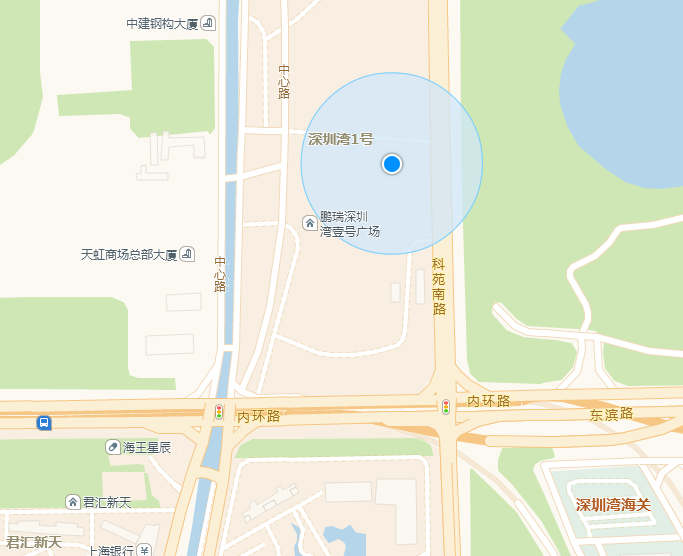 中建钢构大厦
中心路
深圳湾1号
鹏瑞深圳
湾壹号广场
天虹商场总部大厦
中心路
科苑南路
内环路
内环路
东滨路
海王星辰
君汇新天
深圳湾海关
君汇新天
上海银行